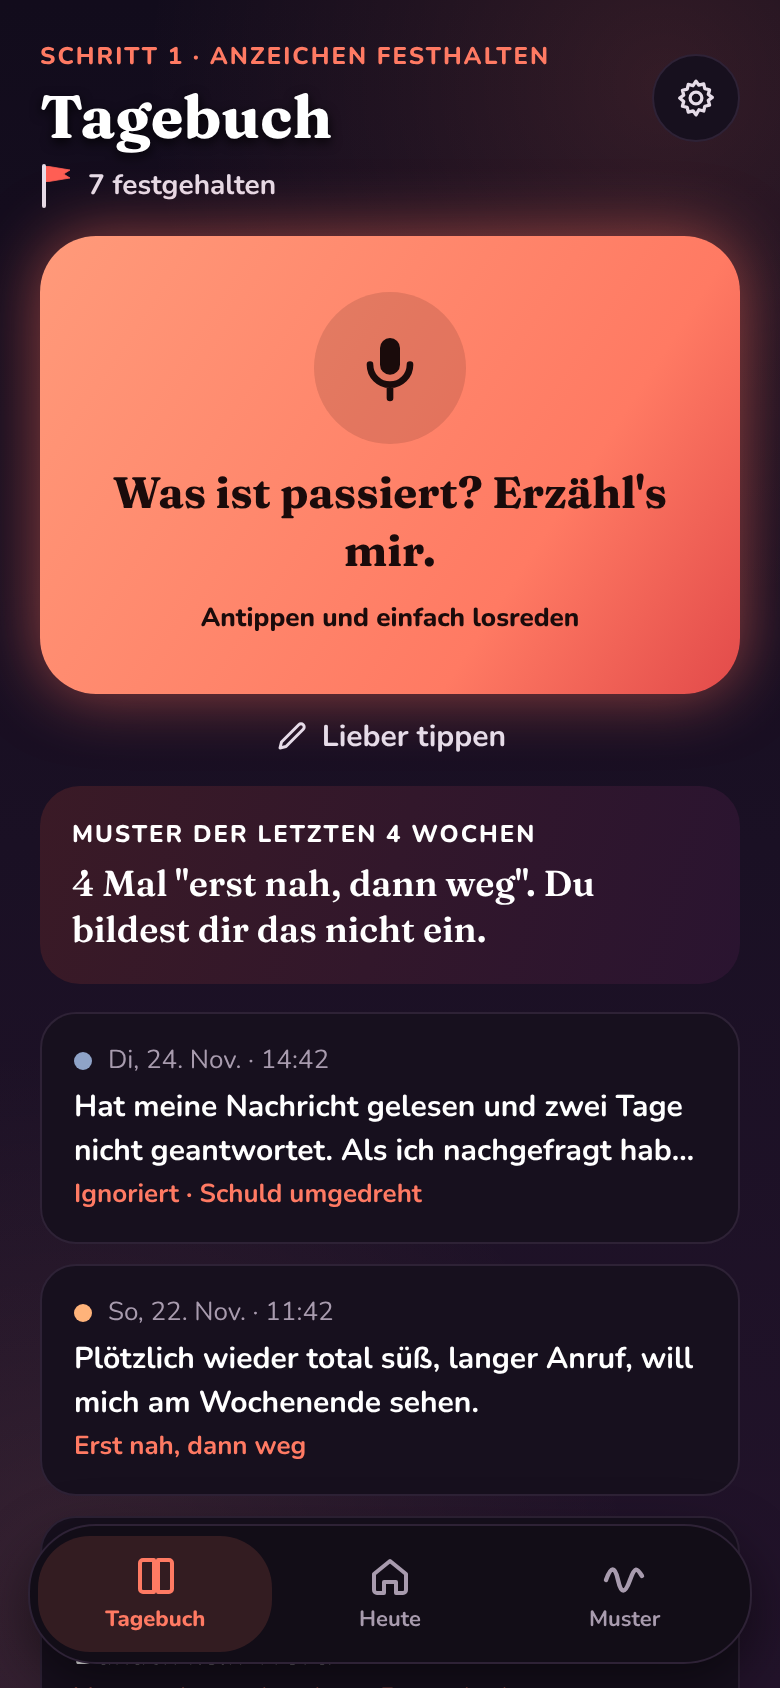 SCHRITT 1 · ANZEICHEN FESTHALTEN
Tagebuch
7 festgehalten
Was ist passiert? Erzähl's
mir.
Antippen und einfach losreden
Lieber tippen
MUSTER DER LETZTEN 4 WOCHEN
4 Mal "erst nah, dann weg". Du
bildest dir das nicht ein.
Di, 24. Nov. · 14:42
Hat meine Nachricht gelesen und zwei Tage
nicht geantwortet. Als ich nachgefragt hab...
Ignoriert · Schuld umgedreht
So, 22. Nov. · 11:42
Plötzlich wieder total süß, langer Anruf, will
mich am Wochenende sehen.
Erst nah, dann weg
Tagebuch
Heute
Muster